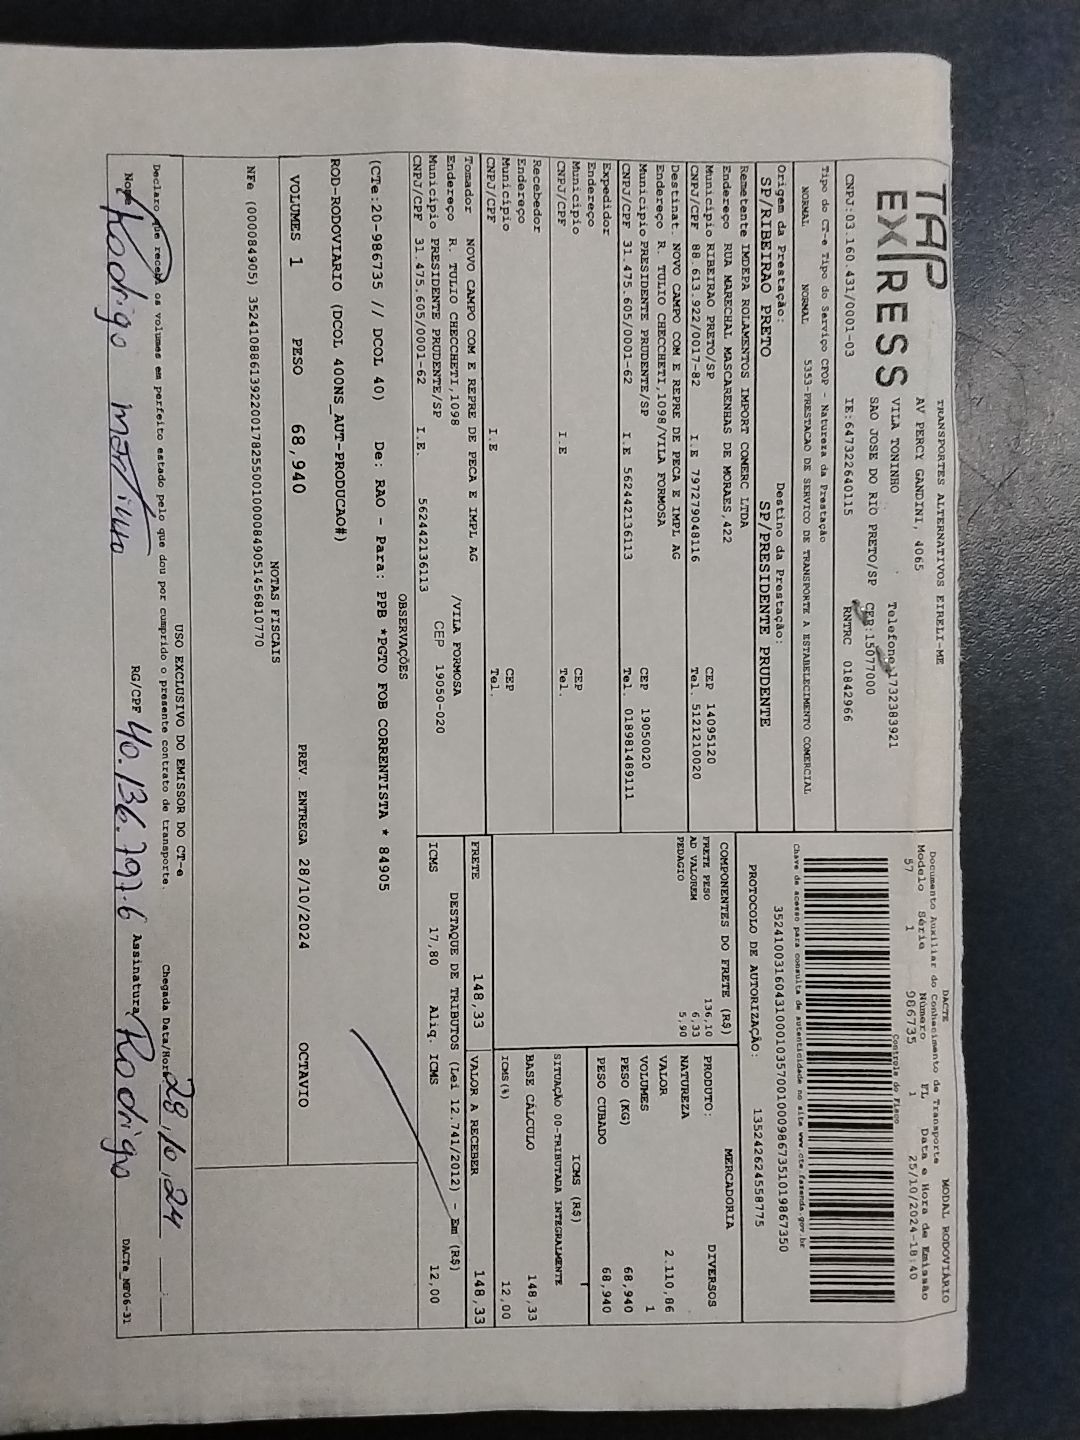 TAP
EXPRESS
TRANSPORTES ALTERNATIVOS EIRELI-ME
AV PERCY GANDINI, 4065
VILA TONINHO Telefone 1732383921
SAO JOSE DO RIO PRETO/SP CEP:15077000
CNPJ:03.160.431/0001-03 IE:647322640115 RNTRC 01842966
Tipo do CT-e Tipo do Serviço CFOP - Natureza da Prestação
NORMAL NORMAL 5353-PRESTACAO DE SERVICO DE TRANSPORTE A ESTABELECIMENTO COMERCIAL
Origem da Prestação: Destino da Prestação:
SP/RIBEIRAO PRETO SP/PRESIDENTE PRUDENTE
Remetente IMDEPA ROLAMENTOS IMPORT COMERC LTDA
Endereço RUA MARECHAL MASCARENHAS DE MORAES,422
Município RIBEIRAO PRETO/SP CEP 14095120
CNPJ/CPF 88.613.922/0017-82 I.E 797279048116 Tel. 5121210020
Destinat. NOVO CAMPO COM E REPRE DE PECA E IMPL AG
Endereço R. TULIO CHECCHETI,1098/VILA FORMOSA
Município PRESIDENTE PRUDENTE/SP CEP 19050020
CNPJ/CPF 31.475.605/0001-62 I.E 562442136113 Tel. 018981489111
Expedidor
Endereço
Município CEP
CNPJ/CPF I.E Tel.
Recebedor
Endereço
Município CEP
CNPJ/CPF I.E Tel.
Tomador NOVO CAMPO COM E REPRE DE PECA E IMPL AG
Endereço R. TULIO CHECCHETI,1098 /VILA FORMOSA
Município PRESIDENTE PRUDENTE/SP CEP 19050-020
CNPJ/CPF 31.475.605/0001-62 I.E. 562442136113
DACTE MODAL RODOVIÁRIO
Documento Auxiliar do Conhecimento de Transporte
Modelo Série Número FL Data e Hora de Emissão
57 1 986735 1 25/10/2024-18:40
Controle do Fisco
Chave de acesso para consulta de autenticidade no site www.cte.fazenda.gov.br
35241003160431000103570010009867351019867350
PROTOCOLO DE AUTORIZAÇÃO: 135242624558775
COMPONENTES DO FRETE (R$)
FRETE PESO 136,10
AD VALOREM 6,33
PEDAGIO 5,90
MERCADORIA
PRODUTO: DIVERSOS
NATUREZA
VALOR 2.110,86
VOLUMES 1
PESO (KG) 68,940
PESO CUBADO 68,940
ICMS (R$)
SITUAÇÃO 00-TRIBUTADA INTEGRALMENTE
BASE CÁLCULO 148,33
ICMS(%) 12,00
FRETE 148,33 VALOR A RECEBER 148,33
DESTAQUE DE TRIBUTOS (Lei 12.741/2012) - Em (R$)
ICMS 17,80 Aliq. ICMS 12,00
OBSERVAÇÕES
(CTe:20-986735 // DCOL 40) De: RAO - Para: PPB *PGTO FOB CORRENTISTA * 84905
ROD-RODOVIARIO (DCOL 400NS_AUT-PRODUCAO#)
VOLUMES 1 PESO 68,940 PREV. ENTREGA 28/10/2024 OCTAVIO
NOTAS FISCAIS
NFe (000084905) 35241088613922001782550010000849051456810770
USO EXCLUSIVO DO EMISSOR DO CT-e
Declaro que recebi os volumes em perfeito estado pelo que dou por cumprido o presente contrato de transporte. Chegada Data/Hora 28,10,24
Nome Rodrigo RG/CPF 40.136.797.6 Assinatura Rodrigo DACTe_MP06-31